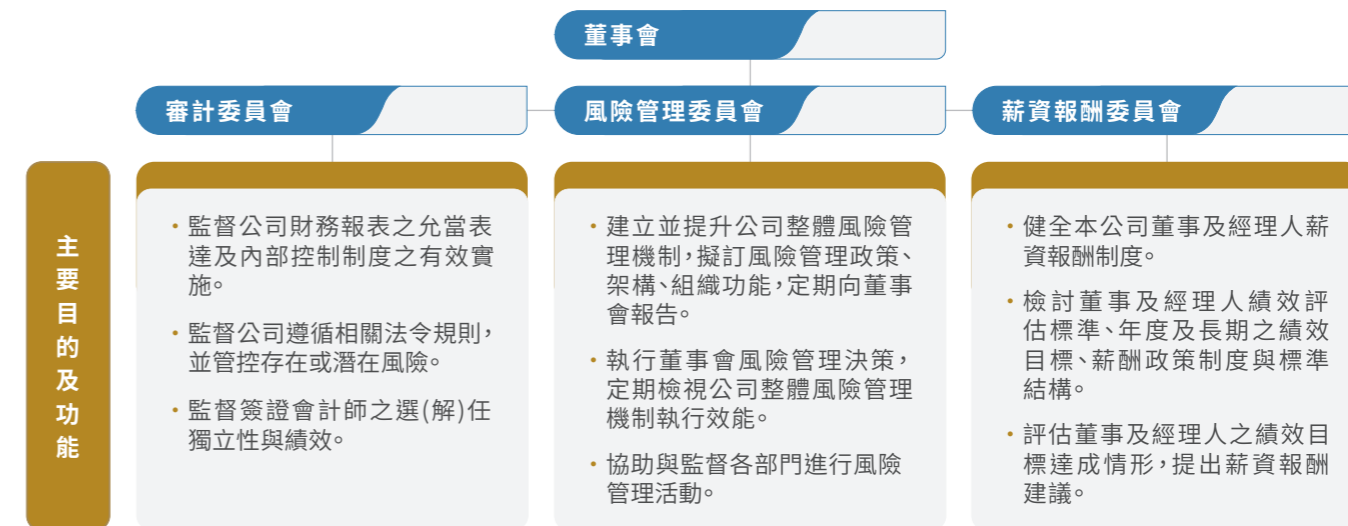 董事會
審計委員會
風險管理委員會
薪資報酬委員會
主要目的及功能
•監督公司財務報表之允當表
達及內部控制制度之有效實
施。
•監督公司遵循相關法令規則，
並管控存在或潛在風險。
•監督簽證會計師之選(解)任
獨立性與績效。
•建立並提升公司整體風險管
理機制，擬訂風險管理政策、
架構、組織功能，定期向董事
會報告。
•執行董事會風險管理決策，
定期檢視公司整體風險管理
機制執行效能。
•協助與監督各部門進行風險
管理活動。
•健全本公司董事及經理人薪
資報酬制度。
•檢討董事及經理人績效評
估標準、年度及長期之績效
目標、薪酬政策制度與標準
結構。
•評估董事及經理人之績效目
標達成情形，提出薪資報酬
建議。